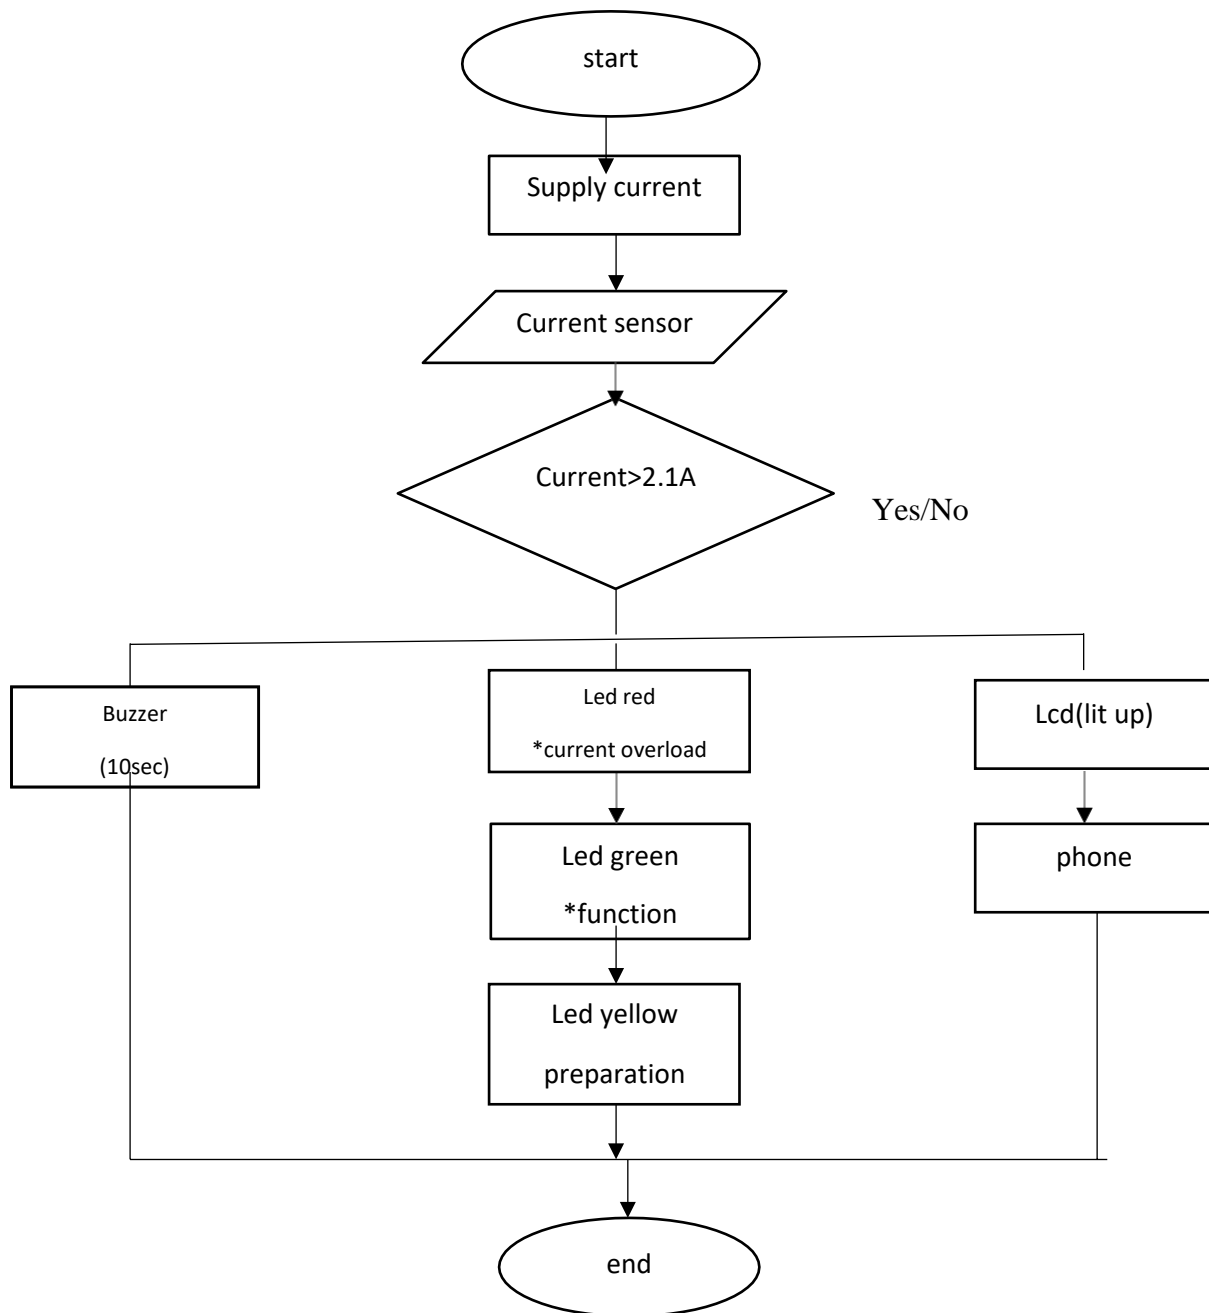 start
Supply current
Current sensor
Current>2.1A
Yes/No
Buzzer
(10sec)
Led red
*current overload
Led green
*function
Led yellow
preparation
Lcd(lit up)
phone
end